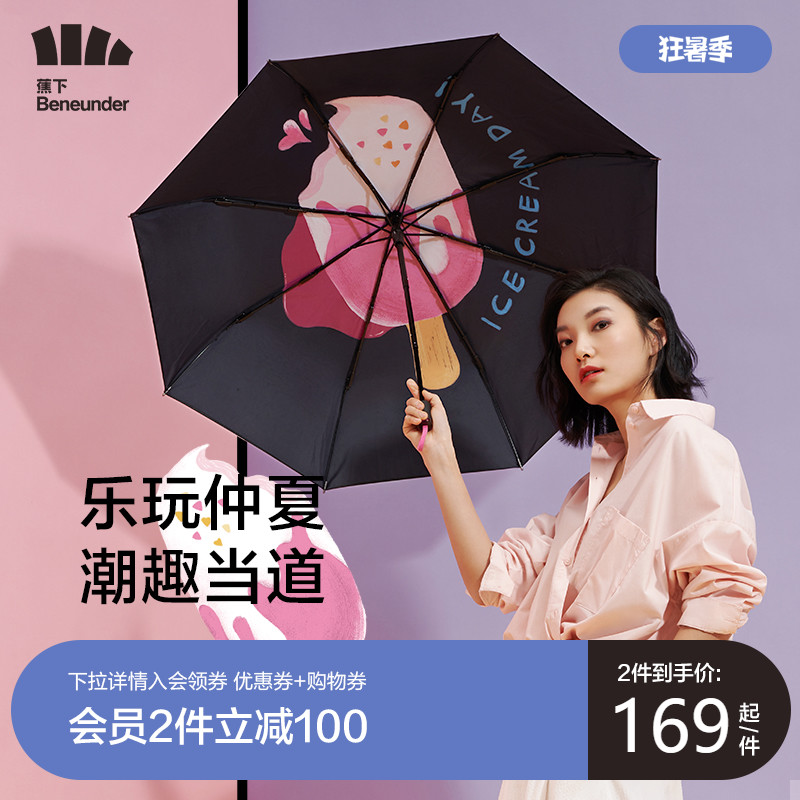 蕉下
Beneunder
狂暑季
ICE CREAM DAY!
乐玩仲夏
潮趣当道
下拉详情入会领券 优惠券+购物券
会员2件立减100
2件到手价:
169
起/件